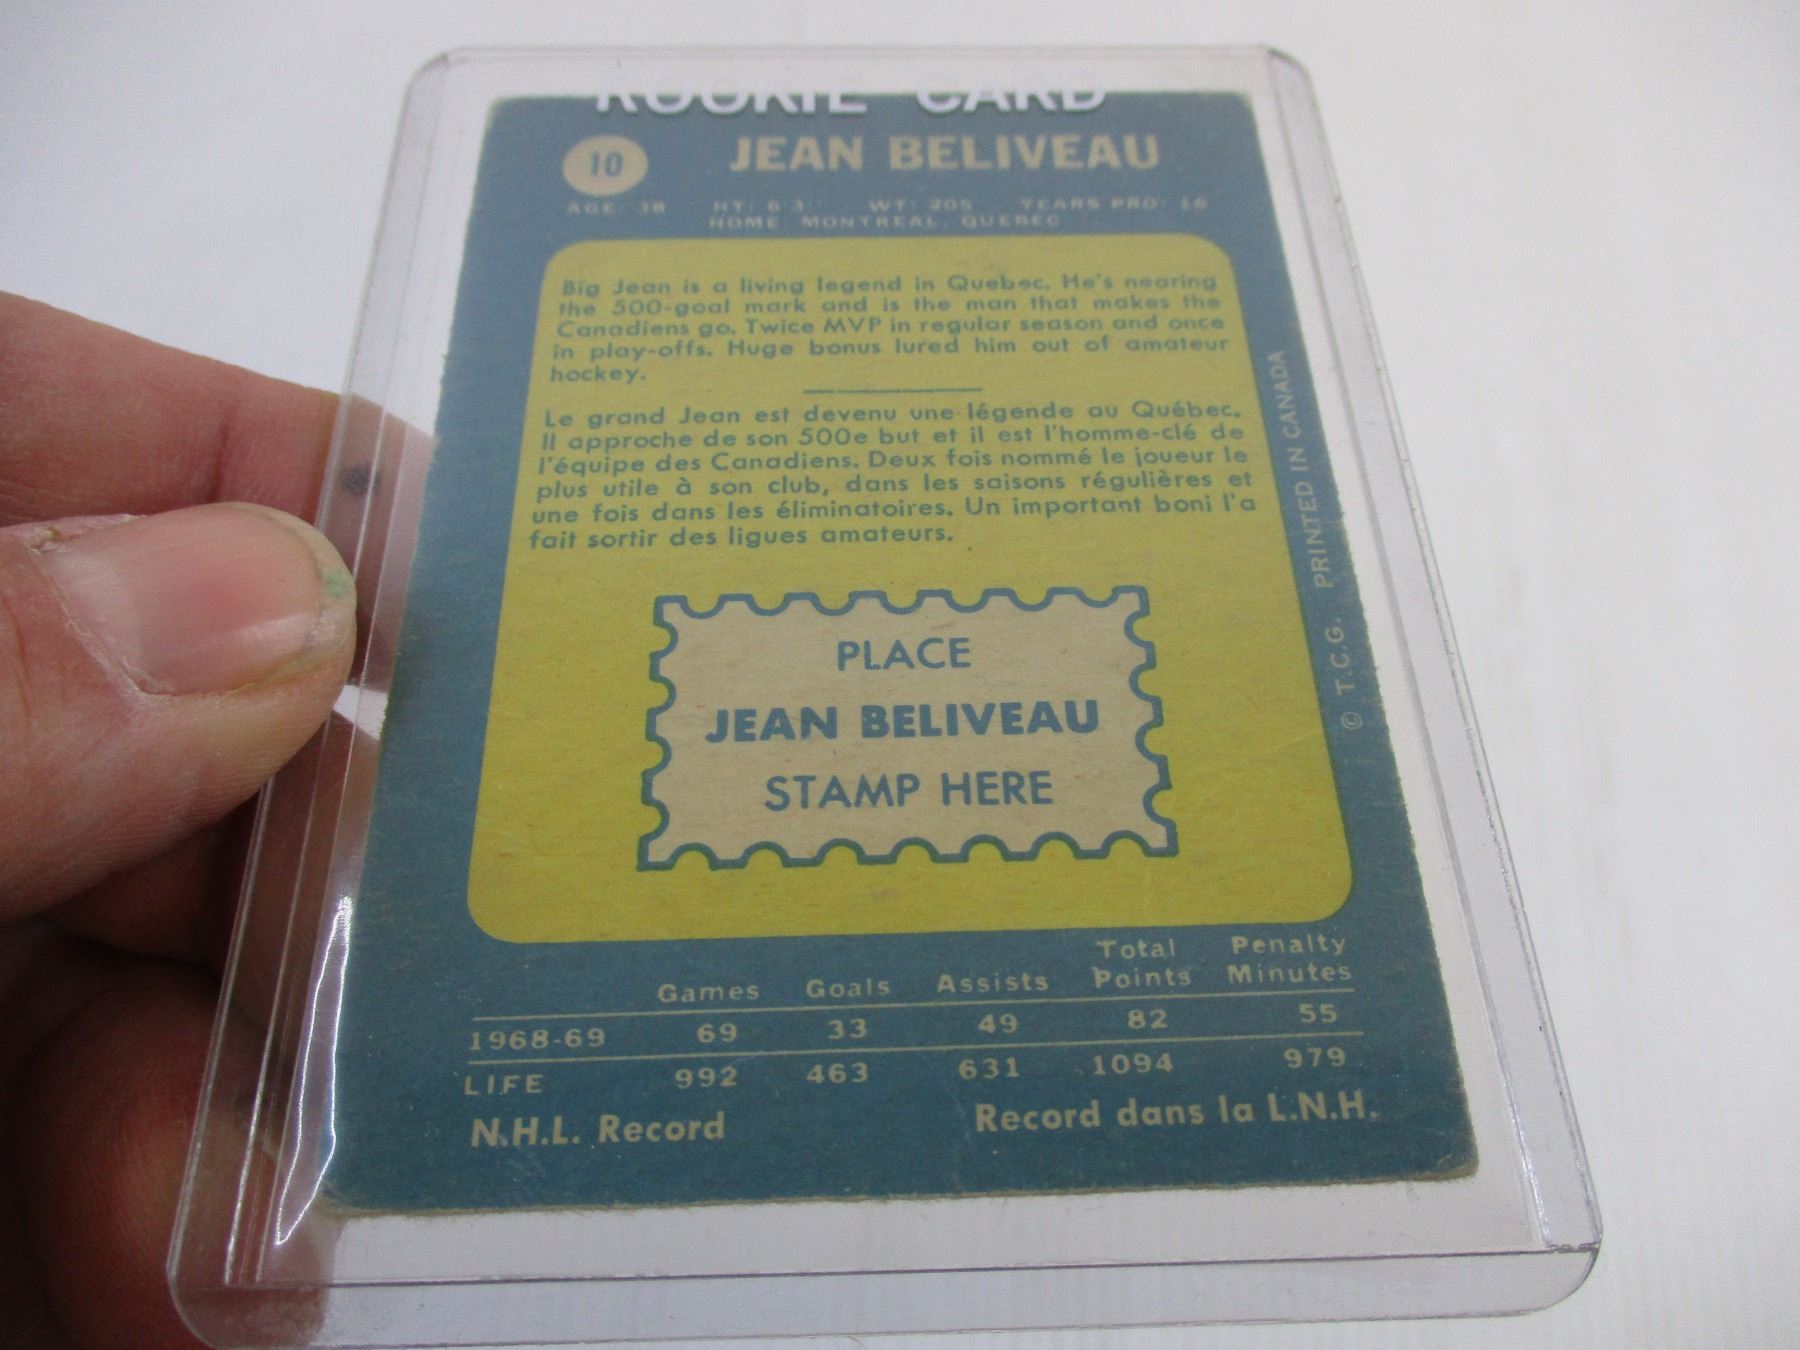 ROOKIE CARD
10
JEAN BELIVEAU
AGE: 38 HT: 6'3" WT: 205 YEARS PRO: 16
HOME: MONTREAL, QUEBEC
Big Jean is a living legend in Quebec. He's nearing
the 500-goal mark and is the man that makes the
Canadiens go. Twice MVP in regular season and once
in play-offs. Huge bonus lured him out of amateur
hockey.
Le grand Jean est devenu une légende au Québec.
Il approche de son 500e but et il est l'homme-clé de
l'équipe des Canadiens. Deux fois nommé le joueur le
plus utile à son club, dans les saisons régulières et
une fois dans les éliminatoires. Un important boni l'a
fait sortir des ligues amateurs.
PLACE
JEAN BELIVEAU
STAMP HERE
© T.C.G. PRINTED IN CANADA
Games Goals Assists Total Points Penalty Minutes
1968-69 69 33 49 82 55
LIFE 992 463 631 1094 979
N.H.L. Record Record dans la L.N.H.